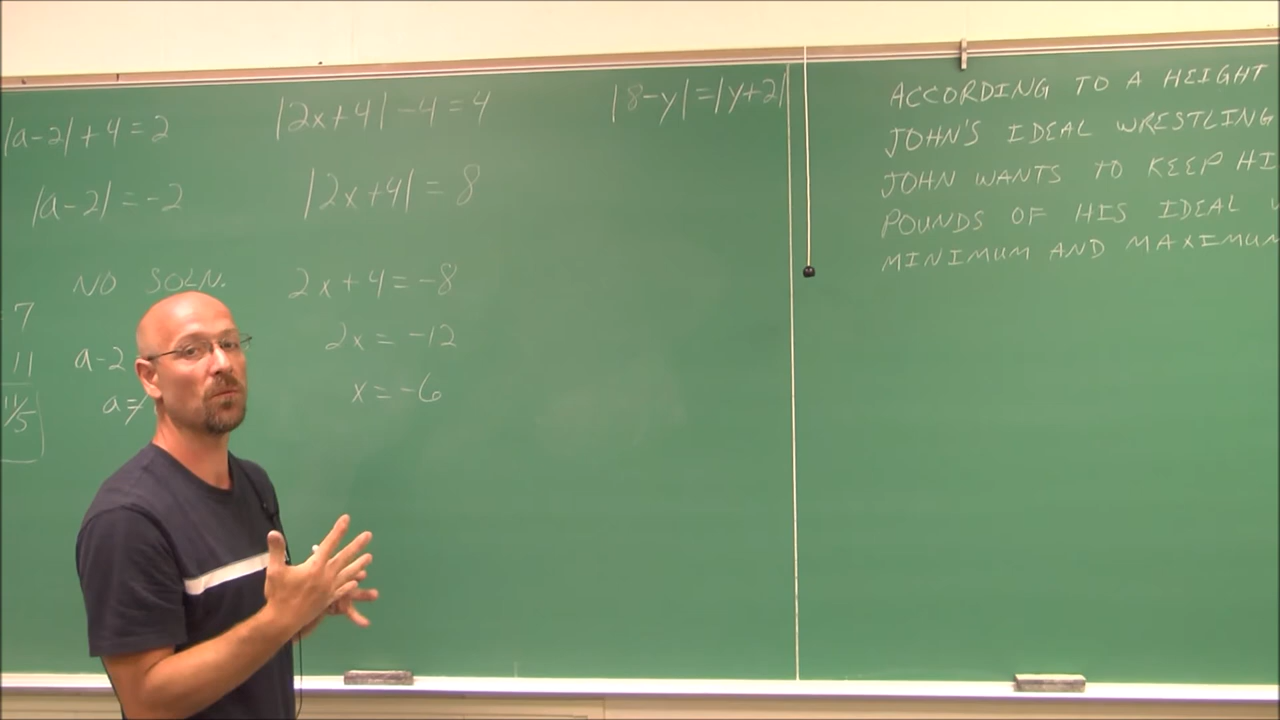 |a-2|+4=2
|a-2|=-2
NO SOLN.
7
11
11/5
a-2
a=
|2x+4|-4=4
|2x+4|=8
2x+4=-8
2x=-12
x=-6
|8-y|=|y+2|
ACCORDING TO A HEIGHT
JOHN'S IDEAL WRESTLING
JOHN WANTS TO KEEP HI
POUNDS OF HIS IDEAL
MINIMUM AND MAXIMUM